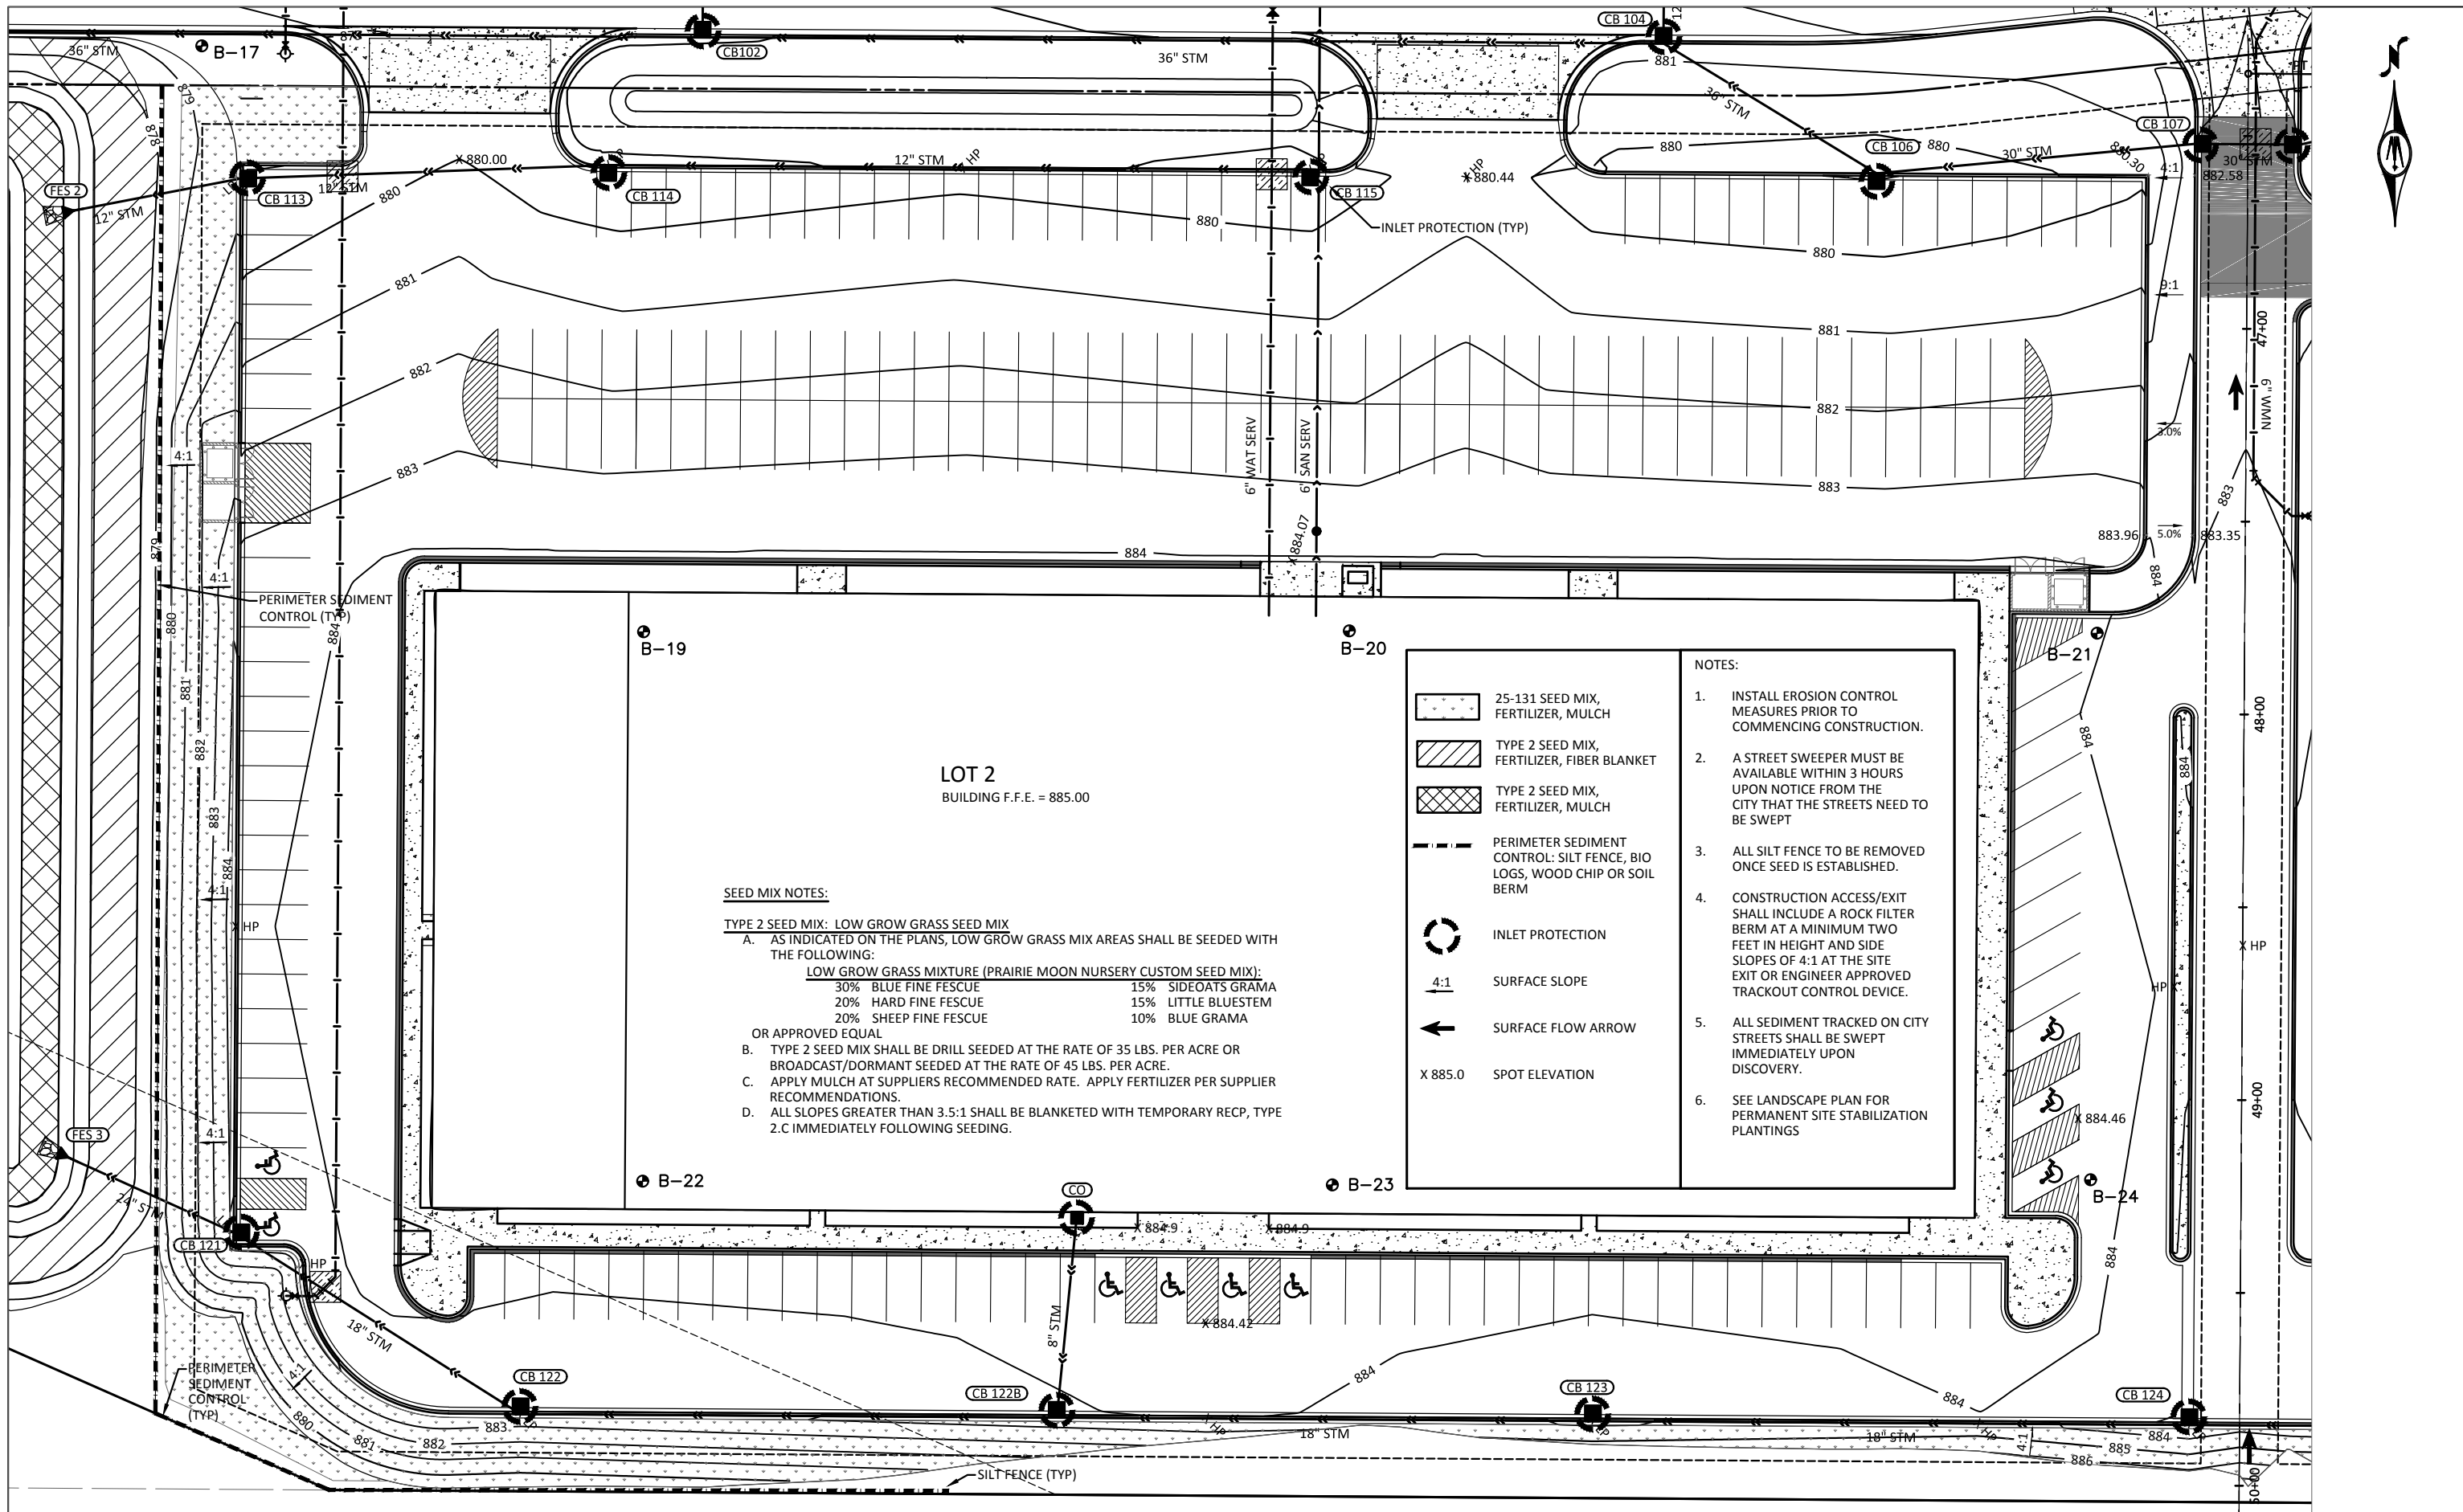 36" STM
B-17
CB102
36" STM
CB 104
881
36" STM
CB 107
880
CB 106
880
30" STM
880.30
4:1
30" STM
882.58
879
878
FES 2
12" STM
CB 113
12" STM
X 880.00
880
CB 114
12" STM
HP
CB 115
HP
X 880.44
INLET PROTECTION (TYP)
880
880
881
881
9:1
47+00
882
882
6" WMN
3.0%
4:1
883
6" WAT SERV
6" SAN SERV
883
883
X 884.07
884
883.96
5.0%
883.35
884
879
4:1
PERIMETER SEDIMENT
CONTROL (TYP)
880
884
B-19
B-20
B-21
881
882
883
884
4:1
X HP
LOT 2
BUILDING F.F.E. = 885.00
SEED MIX NOTES:
TYPE 2 SEED MIX: LOW GROW GRASS SEED MIX
A. AS INDICATED ON THE PLANS, LOW GROW GRASS MIX AREAS SHALL BE SEEDED WITH
THE FOLLOWING:
LOW GROW GRASS MIXTURE (PRAIRIE MOON NURSERY CUSTOM SEED MIX):
30% BLUE FINE FESCUE 15% SIDEOATS GRAMA
20% HARD FINE FESCUE 15% LITTLE BLUESTEM
20% SHEEP FINE FESCUE 10% BLUE GRAMA
OR APPROVED EQUAL
B. TYPE 2 SEED MIX SHALL BE DRILL SEEDED AT THE RATE OF 35 LBS. PER ACRE OR
BROADCAST/DORMANT SEEDED AT THE RATE OF 45 LBS. PER ACRE.
C. APPLY MULCH AT SUPPLIERS RECOMMENDED RATE. APPLY FERTILIZER PER SUPPLIER
RECOMMENDATIONS.
D. ALL SLOPES GREATER THAN 3.5:1 SHALL BE BLANKETED WITH TEMPORARY RECP, TYPE
2.C IMMEDIATELY FOLLOWING SEEDING.
25-131 SEED MIX,
FERTILIZER, MULCH
TYPE 2 SEED MIX,
FERTILIZER, FIBER BLANKET
TYPE 2 SEED MIX,
FERTILIZER, MULCH
PERIMETER SEDIMENT
CONTROL: SILT FENCE, BIO
LOGS, WOOD CHIP OR SOIL
BERM
INLET PROTECTION
4:1
SURFACE SLOPE
SURFACE FLOW ARROW
X 885.0
SPOT ELEVATION
NOTES:
1. INSTALL EROSION CONTROL
MEASURES PRIOR TO
COMMENCING CONSTRUCTION.
2. A STREET SWEEPER MUST BE
AVAILABLE WITHIN 3 HOURS
UPON NOTICE FROM THE
CITY THAT THE STREETS NEED TO
BE SWEPT
3. ALL SILT FENCE TO BE REMOVED
ONCE SEED IS ESTABLISHED.
4. CONSTRUCTION ACCESS/EXIT
SHALL INCLUDE A ROCK FILTER
BERM AT A MINIMUM TWO
FEET IN HEIGHT AND SIDE
SLOPES OF 4:1 AT THE SITE
EXIT OR ENGINEER APPROVED
TRACKOUT CONTROL DEVICE.
5. ALL SEDIMENT TRACKED ON CITY
STREETS SHALL BE SWEPT
IMMEDIATELY UPON
DISCOVERY.
6. SEE LANDSCAPE PLAN FOR
PERMANENT SITE STABILIZATION
PLANTINGS
884
884
48+00
X HP
HP X
49+00
X 884.46
B-24
884
FES 3
4:1
24" STM
CB 121
HP
B-22
B-23
CO
X 884.9
X 884.9
8" STM
X 884.42
18" STM
PERIMETER
SEDIMENT
CONTROL
(TYP)
4:1
880
881
882
883
CB 122
CB 122B
HP
18" STM
884
CB 123
884
HP
18" STM
4:1
CB 124
884
885
886
50+00
SILT FENCE (TYP)